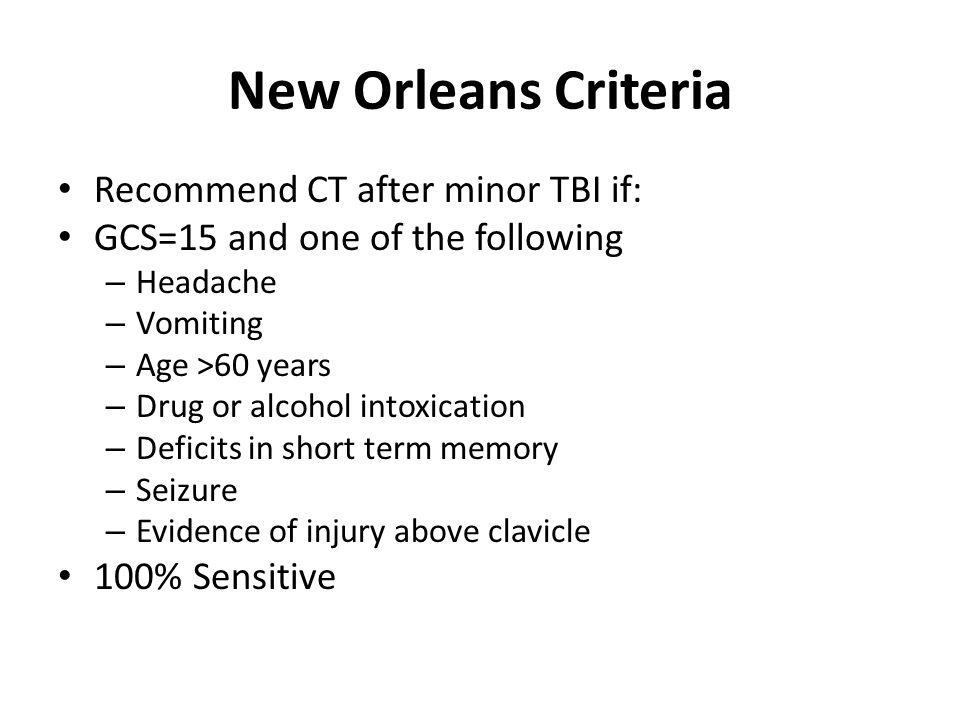 New Orleans Criteria
• Recommend CT after minor TBI if:
• GCS=15 and one of the following
– Headache
– Vomiting
– Age >60 years
– Drug or alcohol intoxication
– Deficits in short term memory
– Seizure
– Evidence of injury above clavicle
• 100% Sensitive